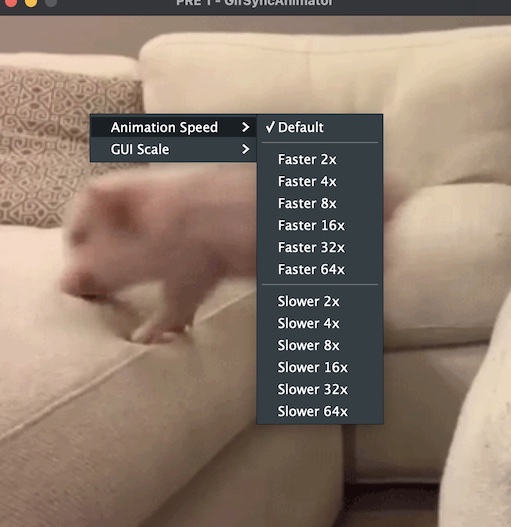 PRE 1 - GifSyncAnimator
Animation Speed
GUI Scale
Default
Faster 2x
Faster 4x
Faster 8x
Faster 16x
Faster 32x
Faster 64x
Slower 2x
Slower 4x
Slower 8x
Slower 16x
Slower 32x
Slower 64x